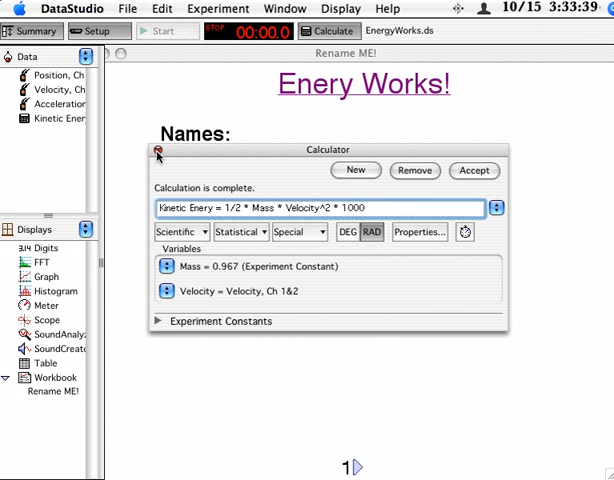 DataStudio File Edit Experiment Window Display Help 10/15 3:33:39
Summary Setup Start STOP 00:00.0 Calculate EnergyWorks.ds
Data
Rename ME!
Position, Ch
Velocity, Ch
Acceleration
Kinetic Ener
Enery Works!
Names:
Calculator
New Remove Accept
Calculation is complete.
Kinetic Enery = 1/2 * Mass * Velocity^2 * 1000
Scientific Statistical Special DEG RAD Properties...
Variables
Mass = 0.967 (Experiment Constant)
Velocity = Velocity, Ch 1&2
Experiment Constants
Displays
3.14 Digits
FFT
Graph
Histogram
Meter
Scope
SoundAnaly
SoundCreato
Table
Workbook
Rename ME!
1